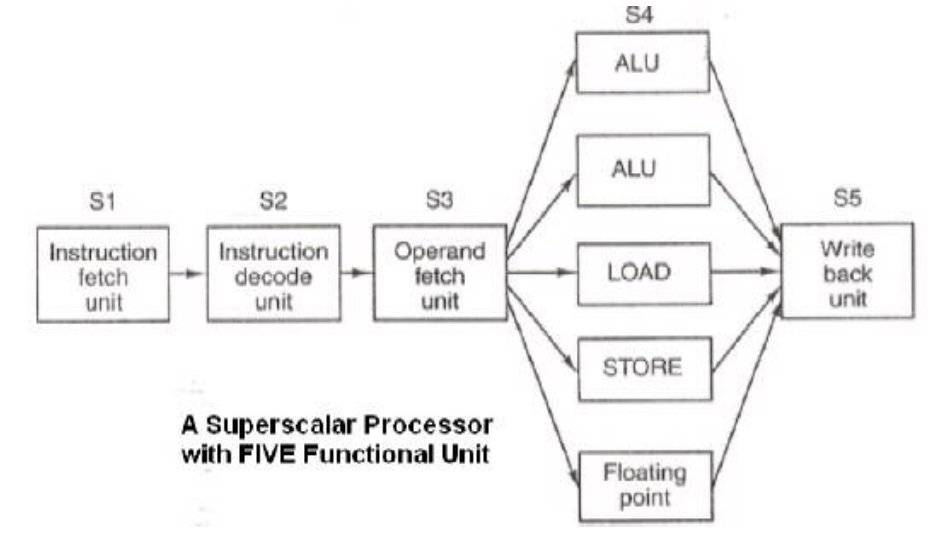 S4
ALU
ALU
S1
S2
S3
S5
Instruction
fetch
unit
Instruction
decode
unit
Operand
fetch
unit
LOAD
Write
back
unit
STORE
A Superscalar Processor
with FIVE Functional Unit
Floating
point